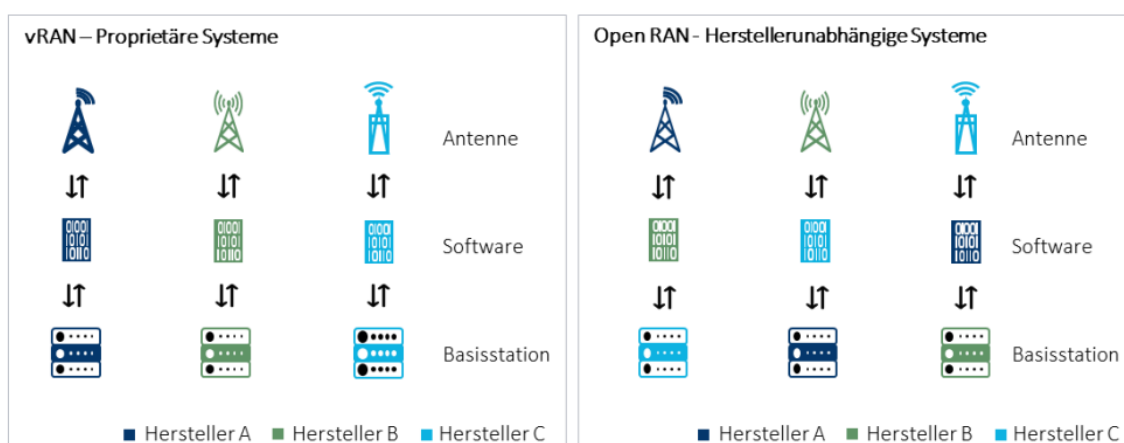 vRAN – Proprietäre Systeme
Antenne
0100
Software
Basisstation
Hersteller A Hersteller B Hersteller C
Open RAN - Herstellerunabhängige Systeme
Antenne
Software
Basisstation
Hersteller A Hersteller B Hersteller C